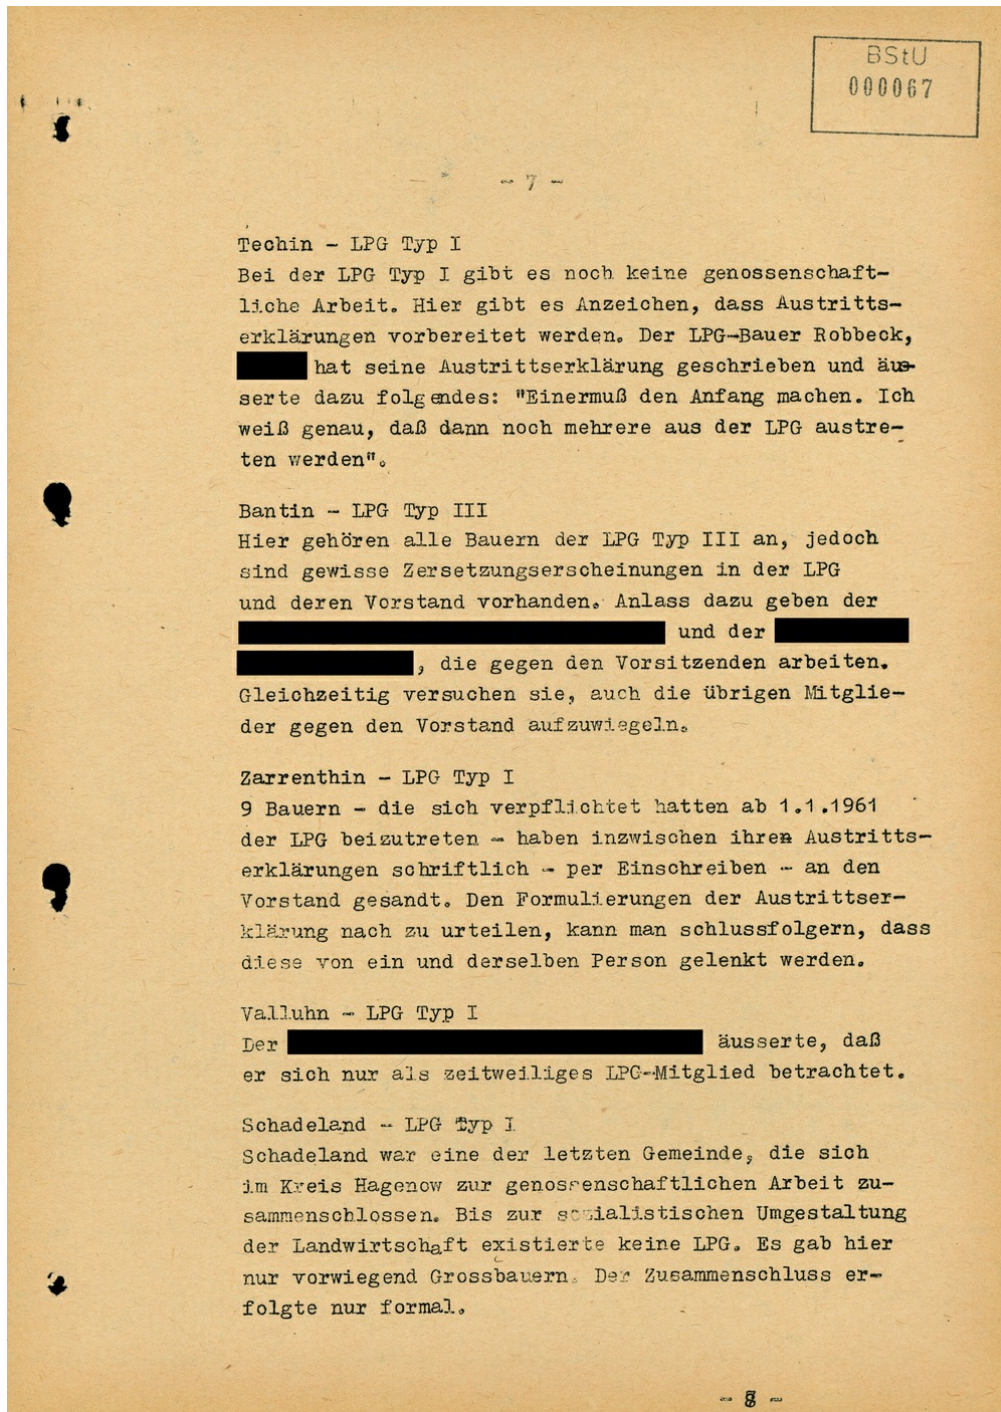 BStU
000067
- 7 -
Techin - LPG Typ I
Bei der LPG Typ I gibt es noch keine genossenschaft-
liche Arbeit. Hier gibt es Anzeichen, dass Austritts-
erklärungen vorbereitet werden. Der LPG-Bauer Robbeck,
hat seine Austrittserklärung geschrieben und äus-
serte dazu folgendes: "Einermuß den Anfang machen. Ich
weiß genau, daß dann noch mehrere aus der LPG austre-
ten werden".
Bantin - LPG Typ III
Hier gehören alle Bauern der LPG Typ III an, jedoch
sind gewisse Zersetzungserscheinungen in der LPG
und deren Vorstand vorhanden. Anlass dazu geben der
und der
, die gegen den Vorsitzenden arbeiten.
Gleichzeitig versuchen sie, auch die übrigen Mitglie-
der gegen den Vorstand aufzuwiegeln.
Zarrenthin - LPG Typ I
9 Bauern - die sich verpflichtet hatten ab 1.1.1961
der LPG beizutreten - haben inzwischen ihren Austritts-
erklärungen schriftlich - per Einschreiben - an den
Vorstand gesandt. Den Formulierungen der Austrittser-
klärung nach zu urteilen, kann man schlussfolgern, dass
diese von ein und derselben Person gelenkt werden.
Valluhn - LPG Typ I
Der äusserte, daß
er sich nur als zeitweiliges LPG-Mitglied betrachtet.
Schadeland - LPG Typ I
Schadeland war eine der letzten Gemeinde, die sich
im Kreis Hagenow zur genossenschaftlichen Arbeit zu-
sammenschlossen. Bis zur sozialistischen Umgestaltung
der Landwirtschaft existierte keine LPG. Es gab hier
nur vorwiegend Grossbauern. Der Zusammenschluss er-
folgte nur formal.
- 8 -